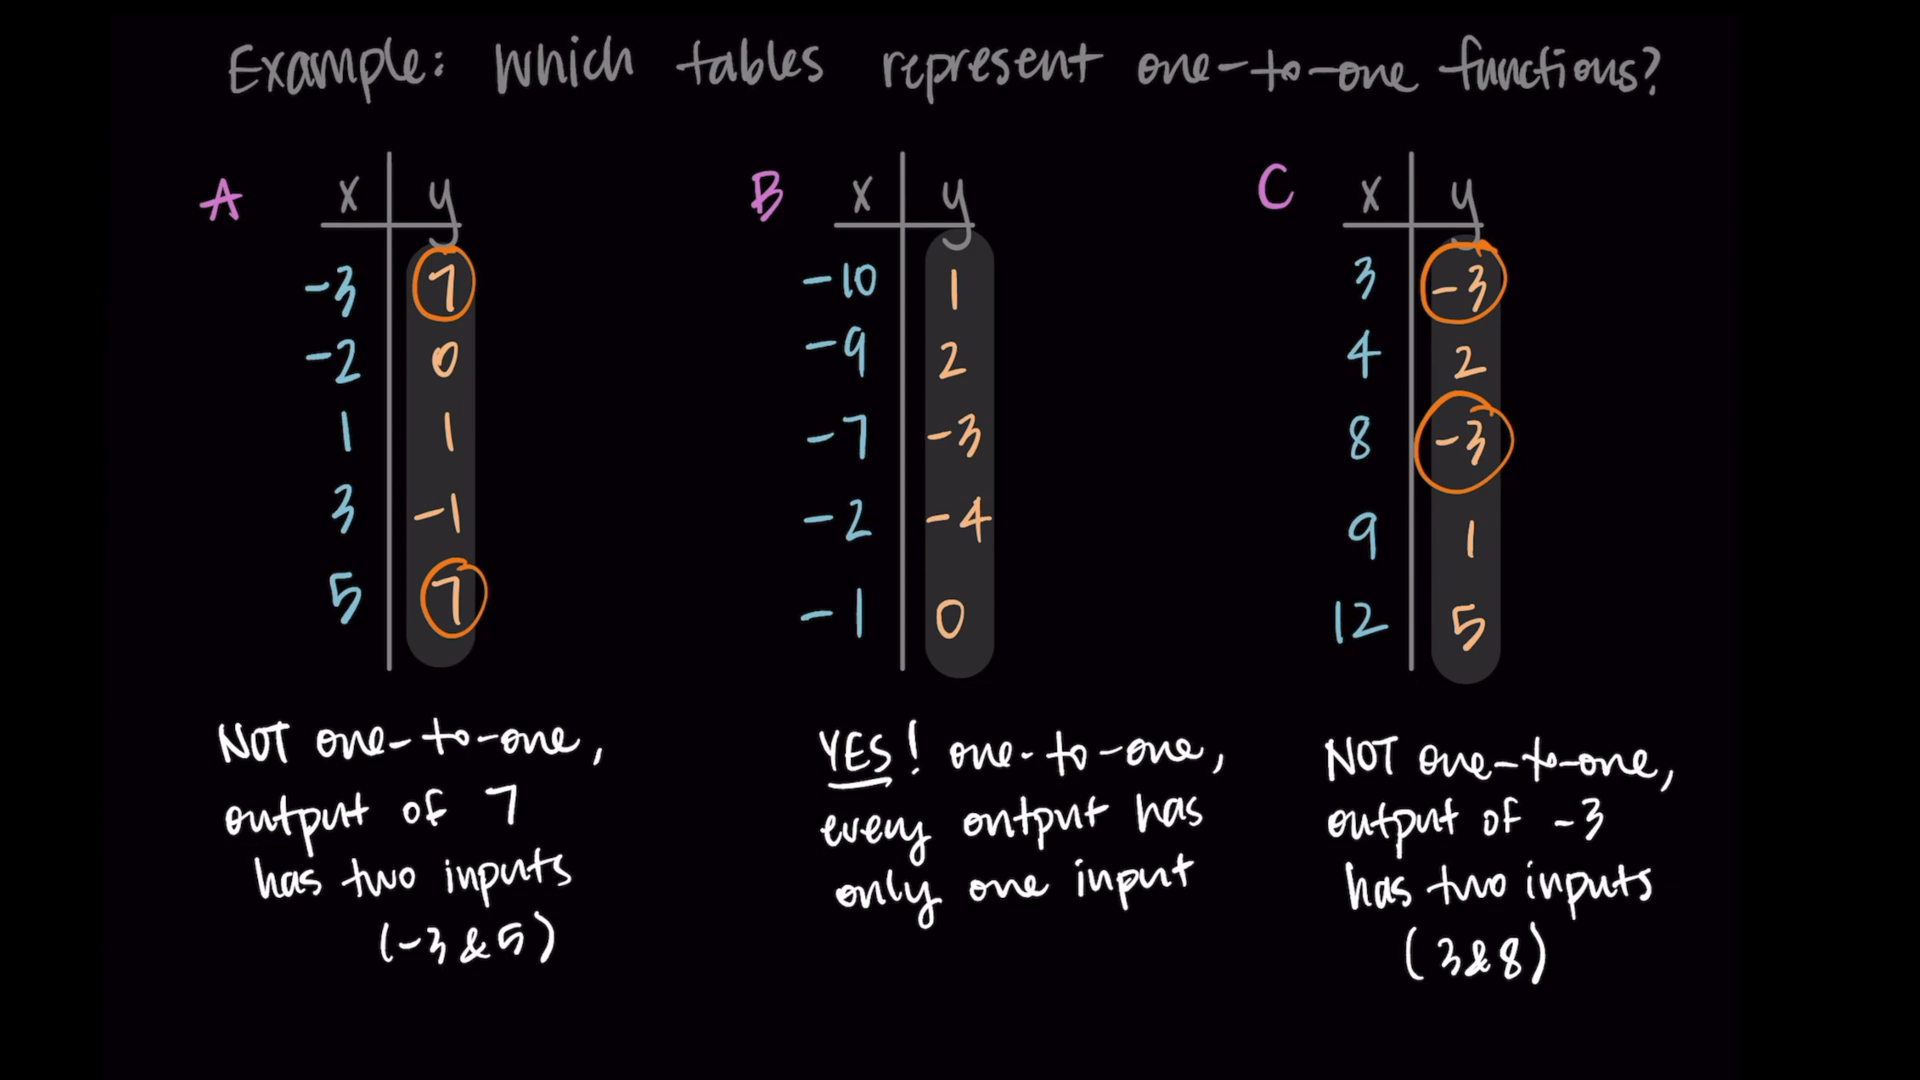 Example: Which tables represent one-to-one functions?
A x y
-3 7
-2 0
1 1
3 -1
5 7
NOT one-to-one,
output of 7
has two inputs
(-3 & 5)
B x y
-10 1
-9 2
-7 -3
-2 -4
-1 0
YES! one-to-one,
every output has
only one input
C x y
3 -3
4 2
8 -3
9 1
12 5
NOT one-to-one,
output of -3
has two inputs
(3 & 8)